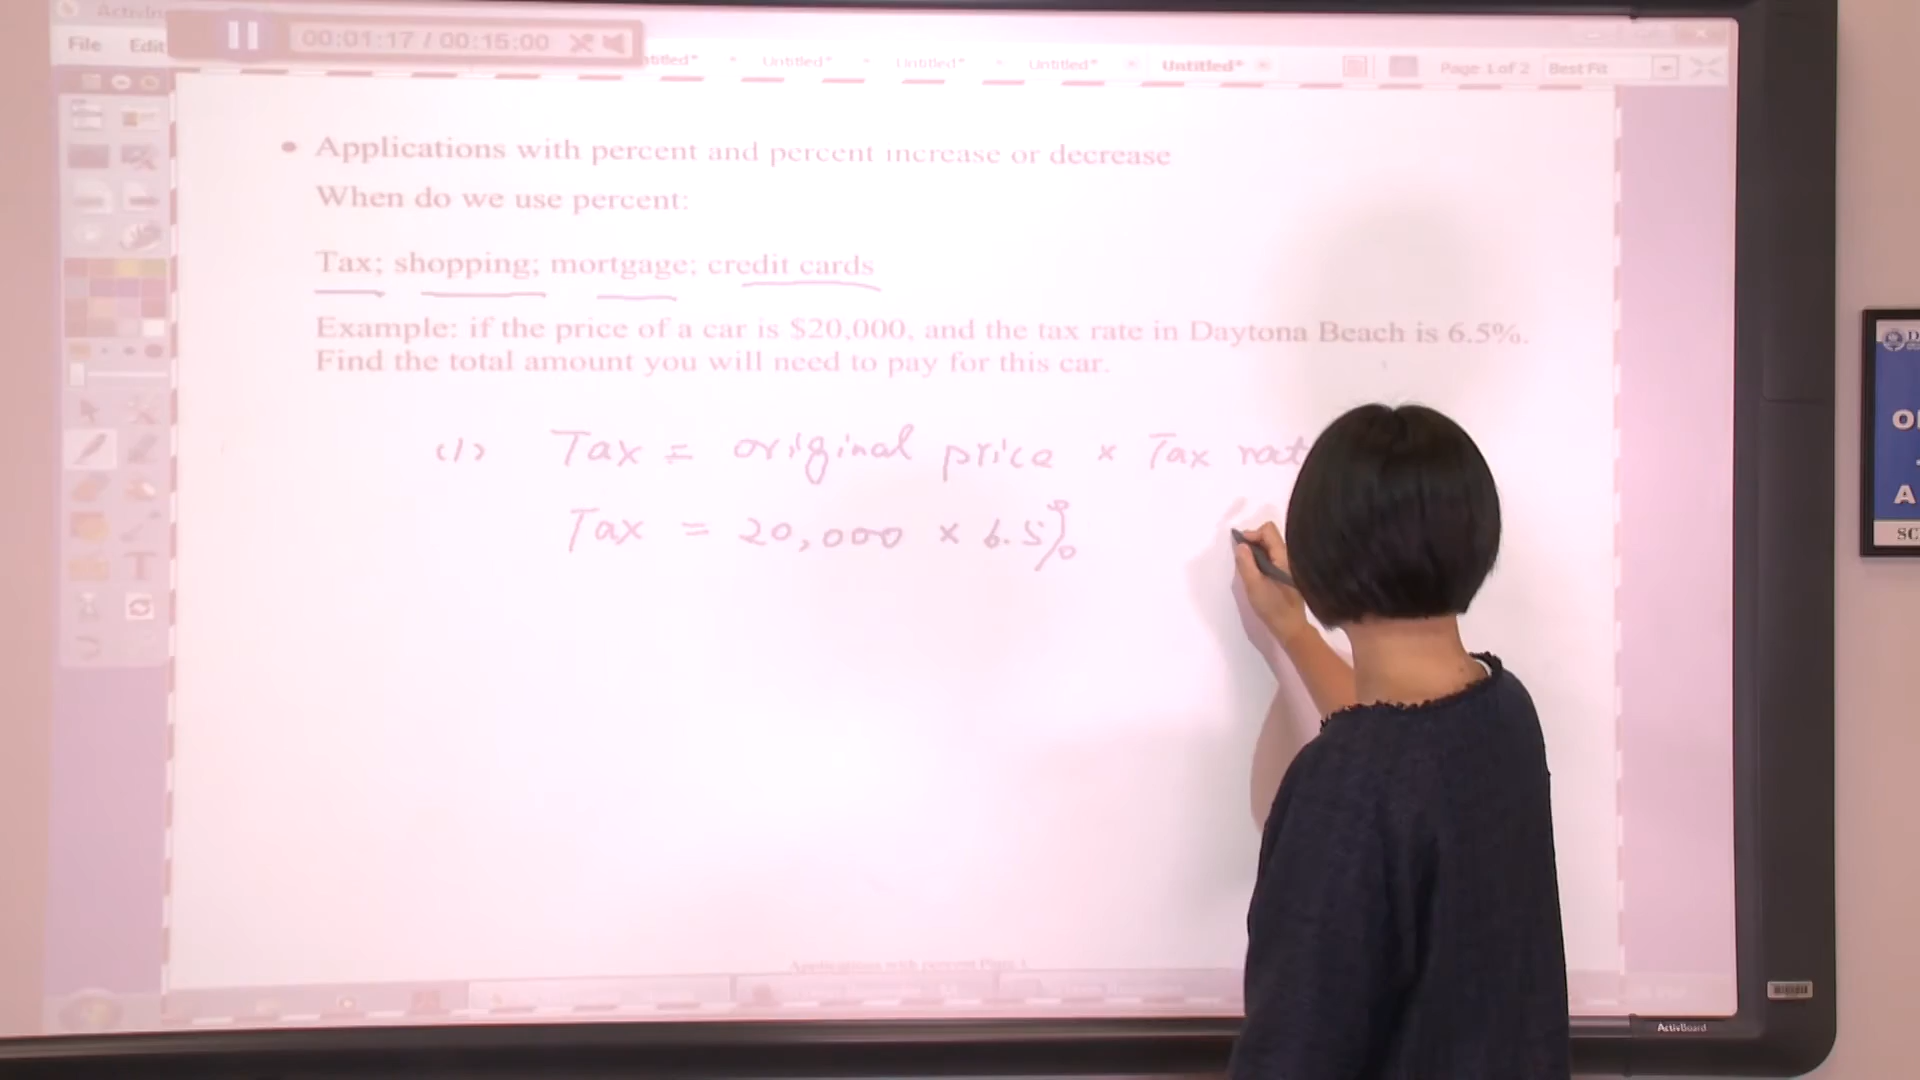 File Edit
00:01:17 / 00:15:00
Untitled* Untitled* Untitled* Untitled*
Page 1 of 2 Best Fit
• Applications with percent and percent increase or decrease
When do we use percent:
Tax; shopping; mortgage; credit cards
Example: if the price of a car is $20,000, and the tax rate in Daytona Beach is 6.5%.
Find the total amount you will need to pay for this car.
(1) Tax = original price × Tax rat
Tax = 20,000 × 6.5%
Applications with percent
ActivBoard
D
O
A
SC